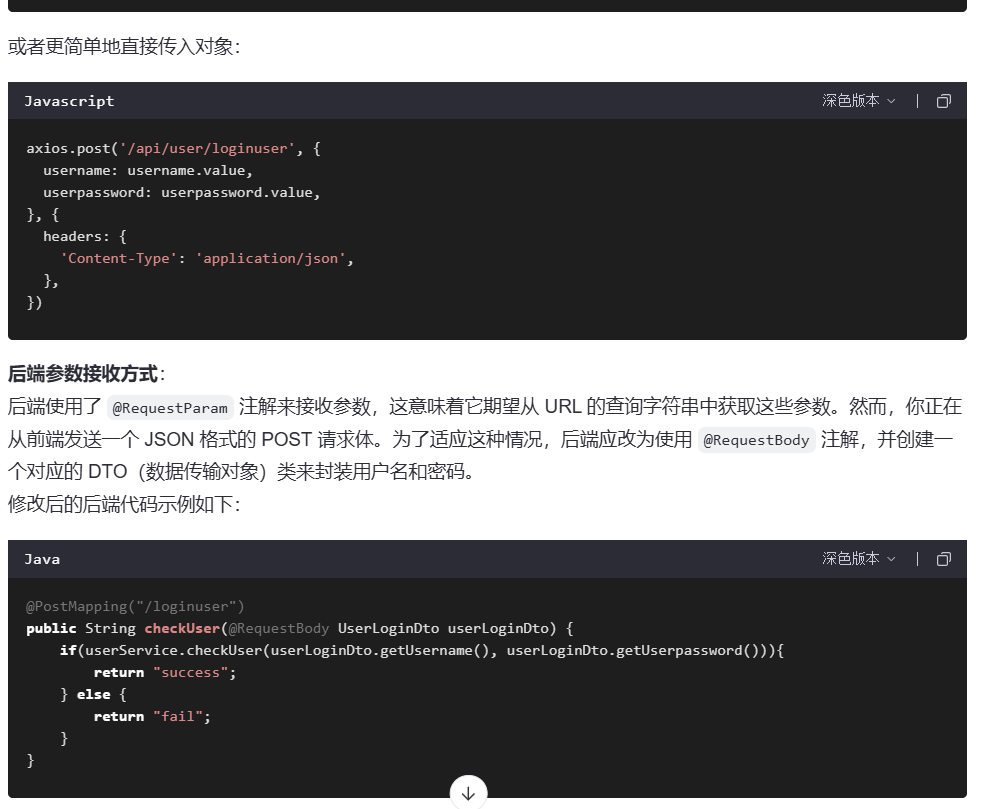 或者更简单地直接传入对象：
Javascript
深色版本
axios.post('/api/user/loginuser', {
  username: username.value,
  userpassword: userpassword.value,
}, {
  headers: {
    'Content-Type': 'application/json',
  },
})
后端参数接收方式：
后端使用了 @RequestParam 注解来接收参数，这意味着它期望从 URL 的查询字符串中获取这些参数。然而，你正在
从前端发送一个 JSON 格式的 POST 请求体。为了适应这种情况，后端应改为使用 @RequestBody 注解，并创建一
个对应的 DTO（数据传输对象）类来封装用户名和密码。
修改后的后端代码示例如下：
Java
深色版本
@PostMapping("/loginuser")
public String checkUser(@RequestBody UserLoginDto userLoginDto) {
    if(userService.checkUser(userLoginDto.getUsername(), userLoginDto.getUserpassword())){
        return "success";
    } else {
        return "fail";
    }
}